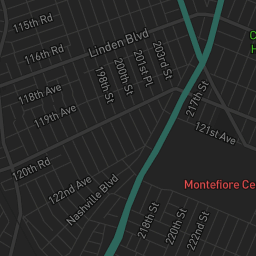 115th Rd
116th Rd
Linden Blvd
203rd St
201st Pl
200th St
198th St
118th Ave
119th Ave
217th St
121st Ave
120th Rd
122nd Ave
Nashville Blvd
Montefiore Ce
218th St
220th St
222nd St
C
H